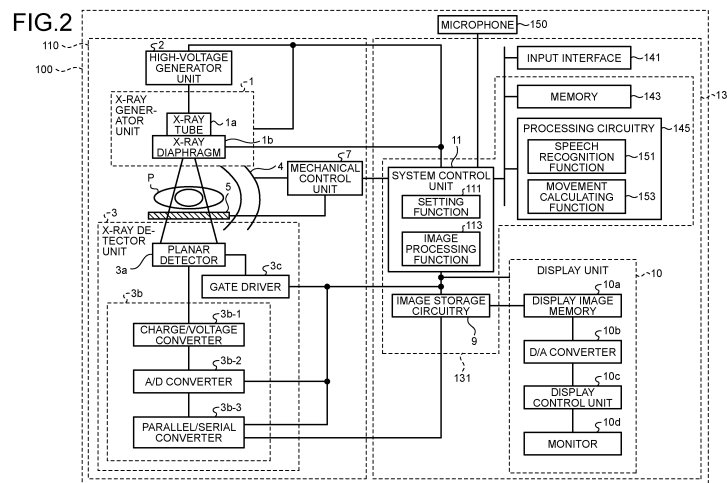 FIG.2
110
100
MICROPHONE
150
2
HIGH-VOLTAGE
GENERATOR
UNIT
1
X-RAY
GENER-
ATOR
UNIT
X-RAY
TUBE
1a
X-RAY
DIAPHRAGM
1b
4
7
MECHANICAL
CONTROL
UNIT
P
5
3
X-RAY DE-
TECTOR
UNIT
PLANAR
DETECTOR
3a
3c
GATE DRIVER
3b
3b-1
CHARGE/VOLTAGE
CONVERTER
3b-2
A/D CONVERTER
3b-3
PARALLEL/SERIAL
CONVERTER
11
SYSTEM CONTROL
UNIT
111
SETTING
FUNCTION
113
IMAGE
PROCESSING
FUNCTION
IMAGE STORAGE
CIRCUITRY
9
131
INPUT INTERFACE
141
13
MEMORY
143
PROCESSING CIRCUITRY
145
SPEECH
RECOGNITION
FUNCTION
151
MOVEMENT
CALCULATING
FUNCTION
153
DISPLAY UNIT
10
10a
DISPLAY IMAGE
MEMORY
10b
D/A CONVERTER
10c
DISPLAY
CONTROL UNIT
10d
MONITOR